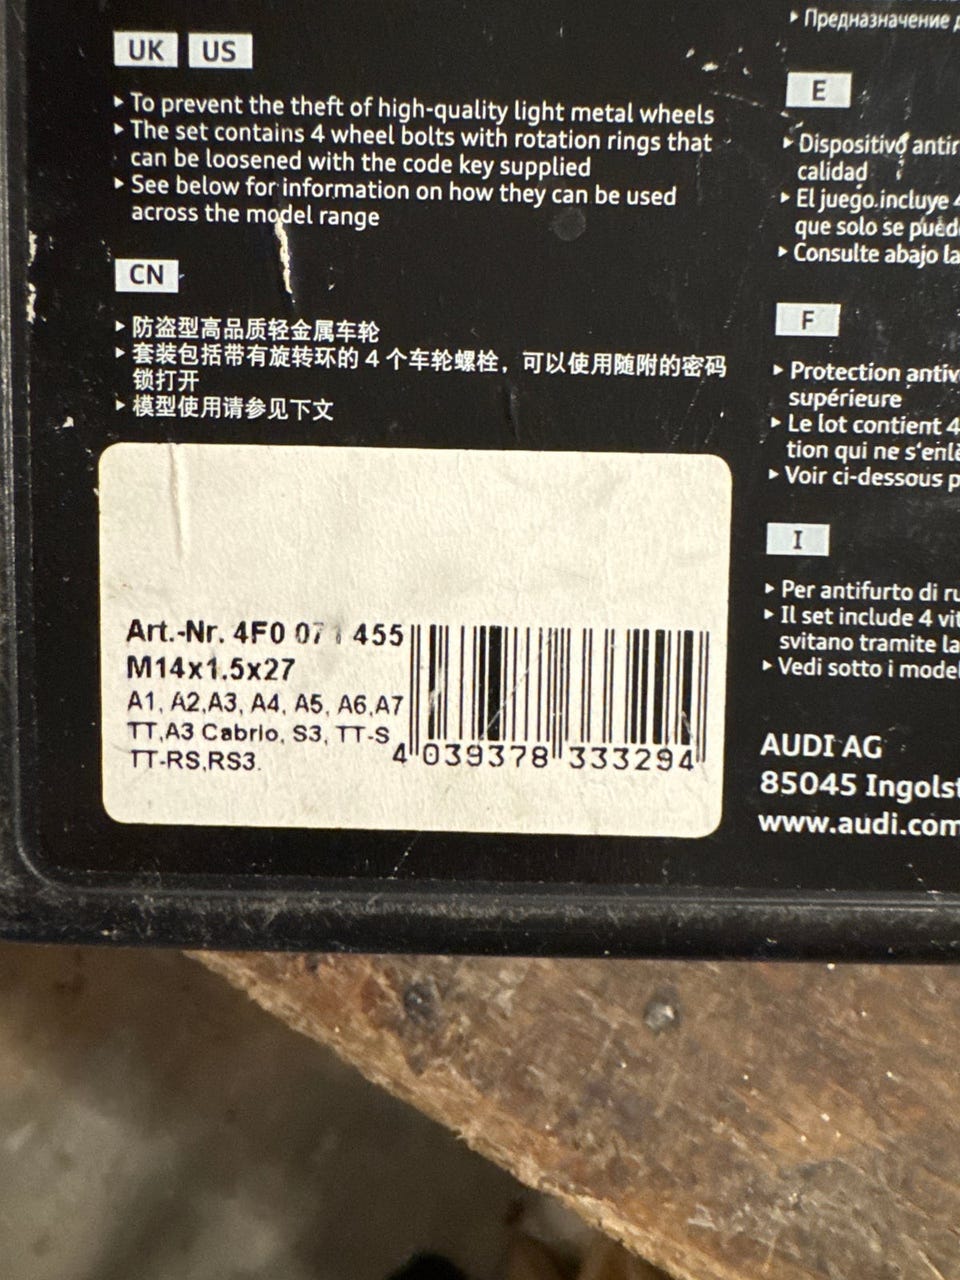 UK US
▸ To prevent the theft of high-quality light metal wheels
▸ The set contains 4 wheel bolts with rotation rings that
can be loosened with the code key supplied
▸ See below for information on how they can be used
across the model range
CN
▸ 防盗型高品质轻金属车轮
▸ 套装包括带有旋转环的 4 个车轮螺栓，可以使用随附的密码
锁打开
▸ 模型使用请参见下文
Art.-Nr. 4F0 071 455
M14x1.5x27
A1, A2,A3, A4, A5, A6,A7
TT,A3 Cabrio, S3, TT-S
TT-RS,RS3.
4 039378 333294
▸ Предназначение
E
▸ Dispositivo
calidad
▸ El juego incluye 4
que solo se
▸ Consulte abajo la
F
▸ Protection
supérieure
▸ Le lot contient 4
tion qui ne
▸ Voir ci-dessous
I
▸ Per antifurto di
▸ Il set include 4
svitano tramite la
▸ Vedi sotto i
AUDI AG
85045
www.audi.com